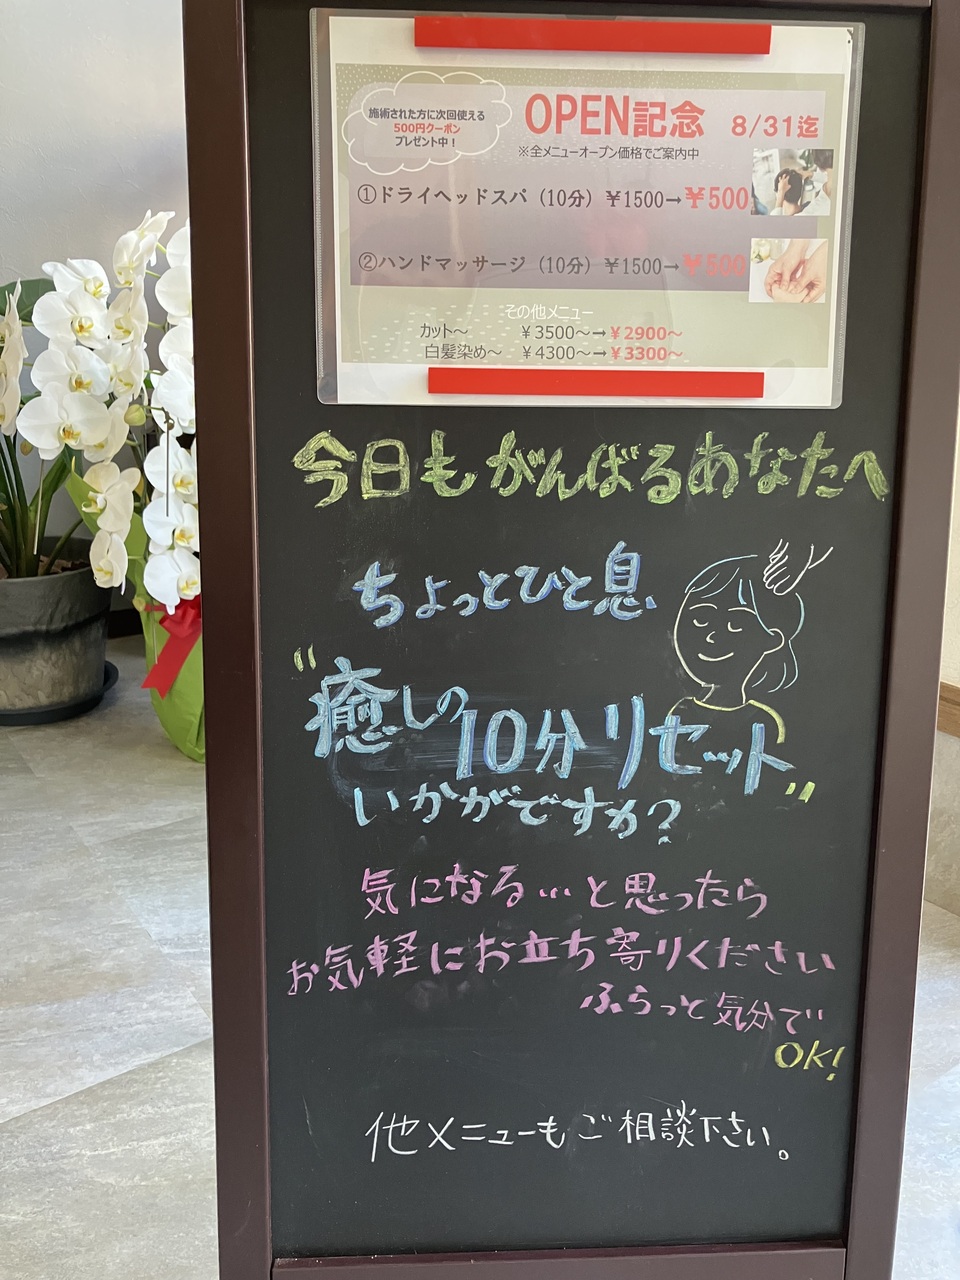 施術された方に次回使える
500円クーポン
プレゼント中！
OPEN記念 8/31迄
※全メニューオープン価格でご案内中
①ドライヘッドスパ（10分）￥1500→￥500
②ハンドマッサージ（10分）￥1500→￥500
その他メニュー
カット～ ￥3500～→￥2900～
白髪染め～ ￥4300～→￥3300～
今日もがんばるあなたへ
ちょっとひと息
"癒しの10分リセット"
いかがですか?
気になる…と思ったら
お気軽にお立ち寄りください
ふらっと気分で
OK!
他メニューもご相談下さい。